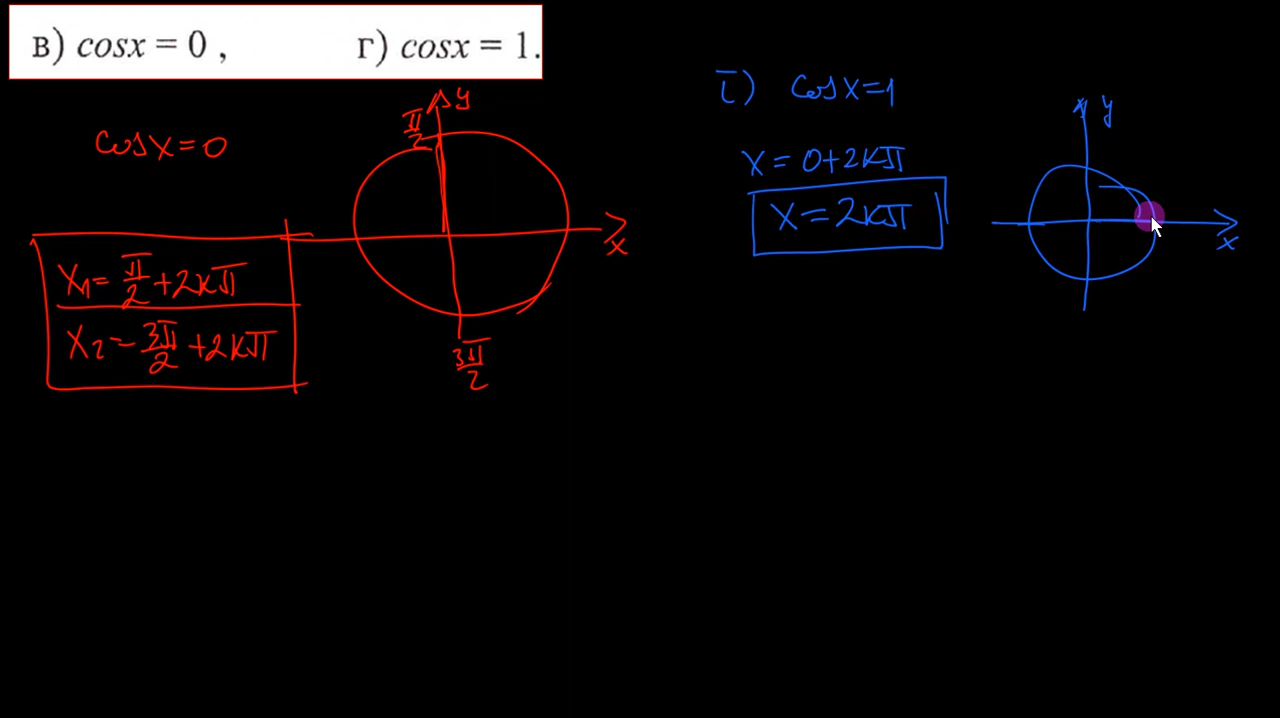 в) cosx = 0 , г) cosx = 1.
cosx=0
π/2
y
x
3π/2
x₁=π/2+2kπ
x₂=3π/2+2kπ
г) cosx=1
x=0+2kπ
x=2kπ
y
x